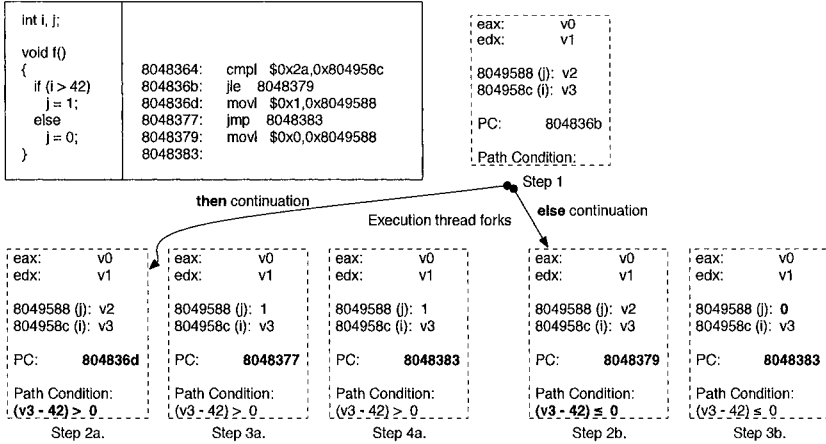 int i, j;
void f()
{
if (i > 42)
j = 1;
else
j = 0;
}
8048364: cmpl $0x2a,0x804958c
804836b: jle 8048379
804836d: movl $0x1,0x8049588
8048377: jmp 8048383
8048379: movl $0x0,0x8049588
8048383:
eax: v0
edx: v1
8049588 (j): v2
804958c (i): v3
PC: 804836b
Path Condition:
Step 1
then continuation
Execution thread forks
else continuation
eax: v0
edx: v1
8049588 (j): v2
804958c (i): v3
PC: 804836d
Path Condition:
(v3 - 42) > 0
Step 2a.
eax: v0
edx: v1
8049588 (j): 1
804958c (i): v3
PC: 8048377
Path Condition:
(v3 - 42) > 0
Step 3a.
eax: v0
edx: v1
8049588 (j): 1
804958c (i): v3
PC: 8048383
Path Condition:
(v3 - 42) > 0
Step 4a.
eax: v0
edx: v1
8049588 (j): v2
804958c (i): v3
PC: 8048379
Path Condition:
(v3 - 42) ≤ 0
Step 2b.
eax: v0
edx: v1
8049588 (j): 0
804958c (i): v3
PC: 8048383
Path Condition:
(v3 - 42) ≤ 0
Step 3b.